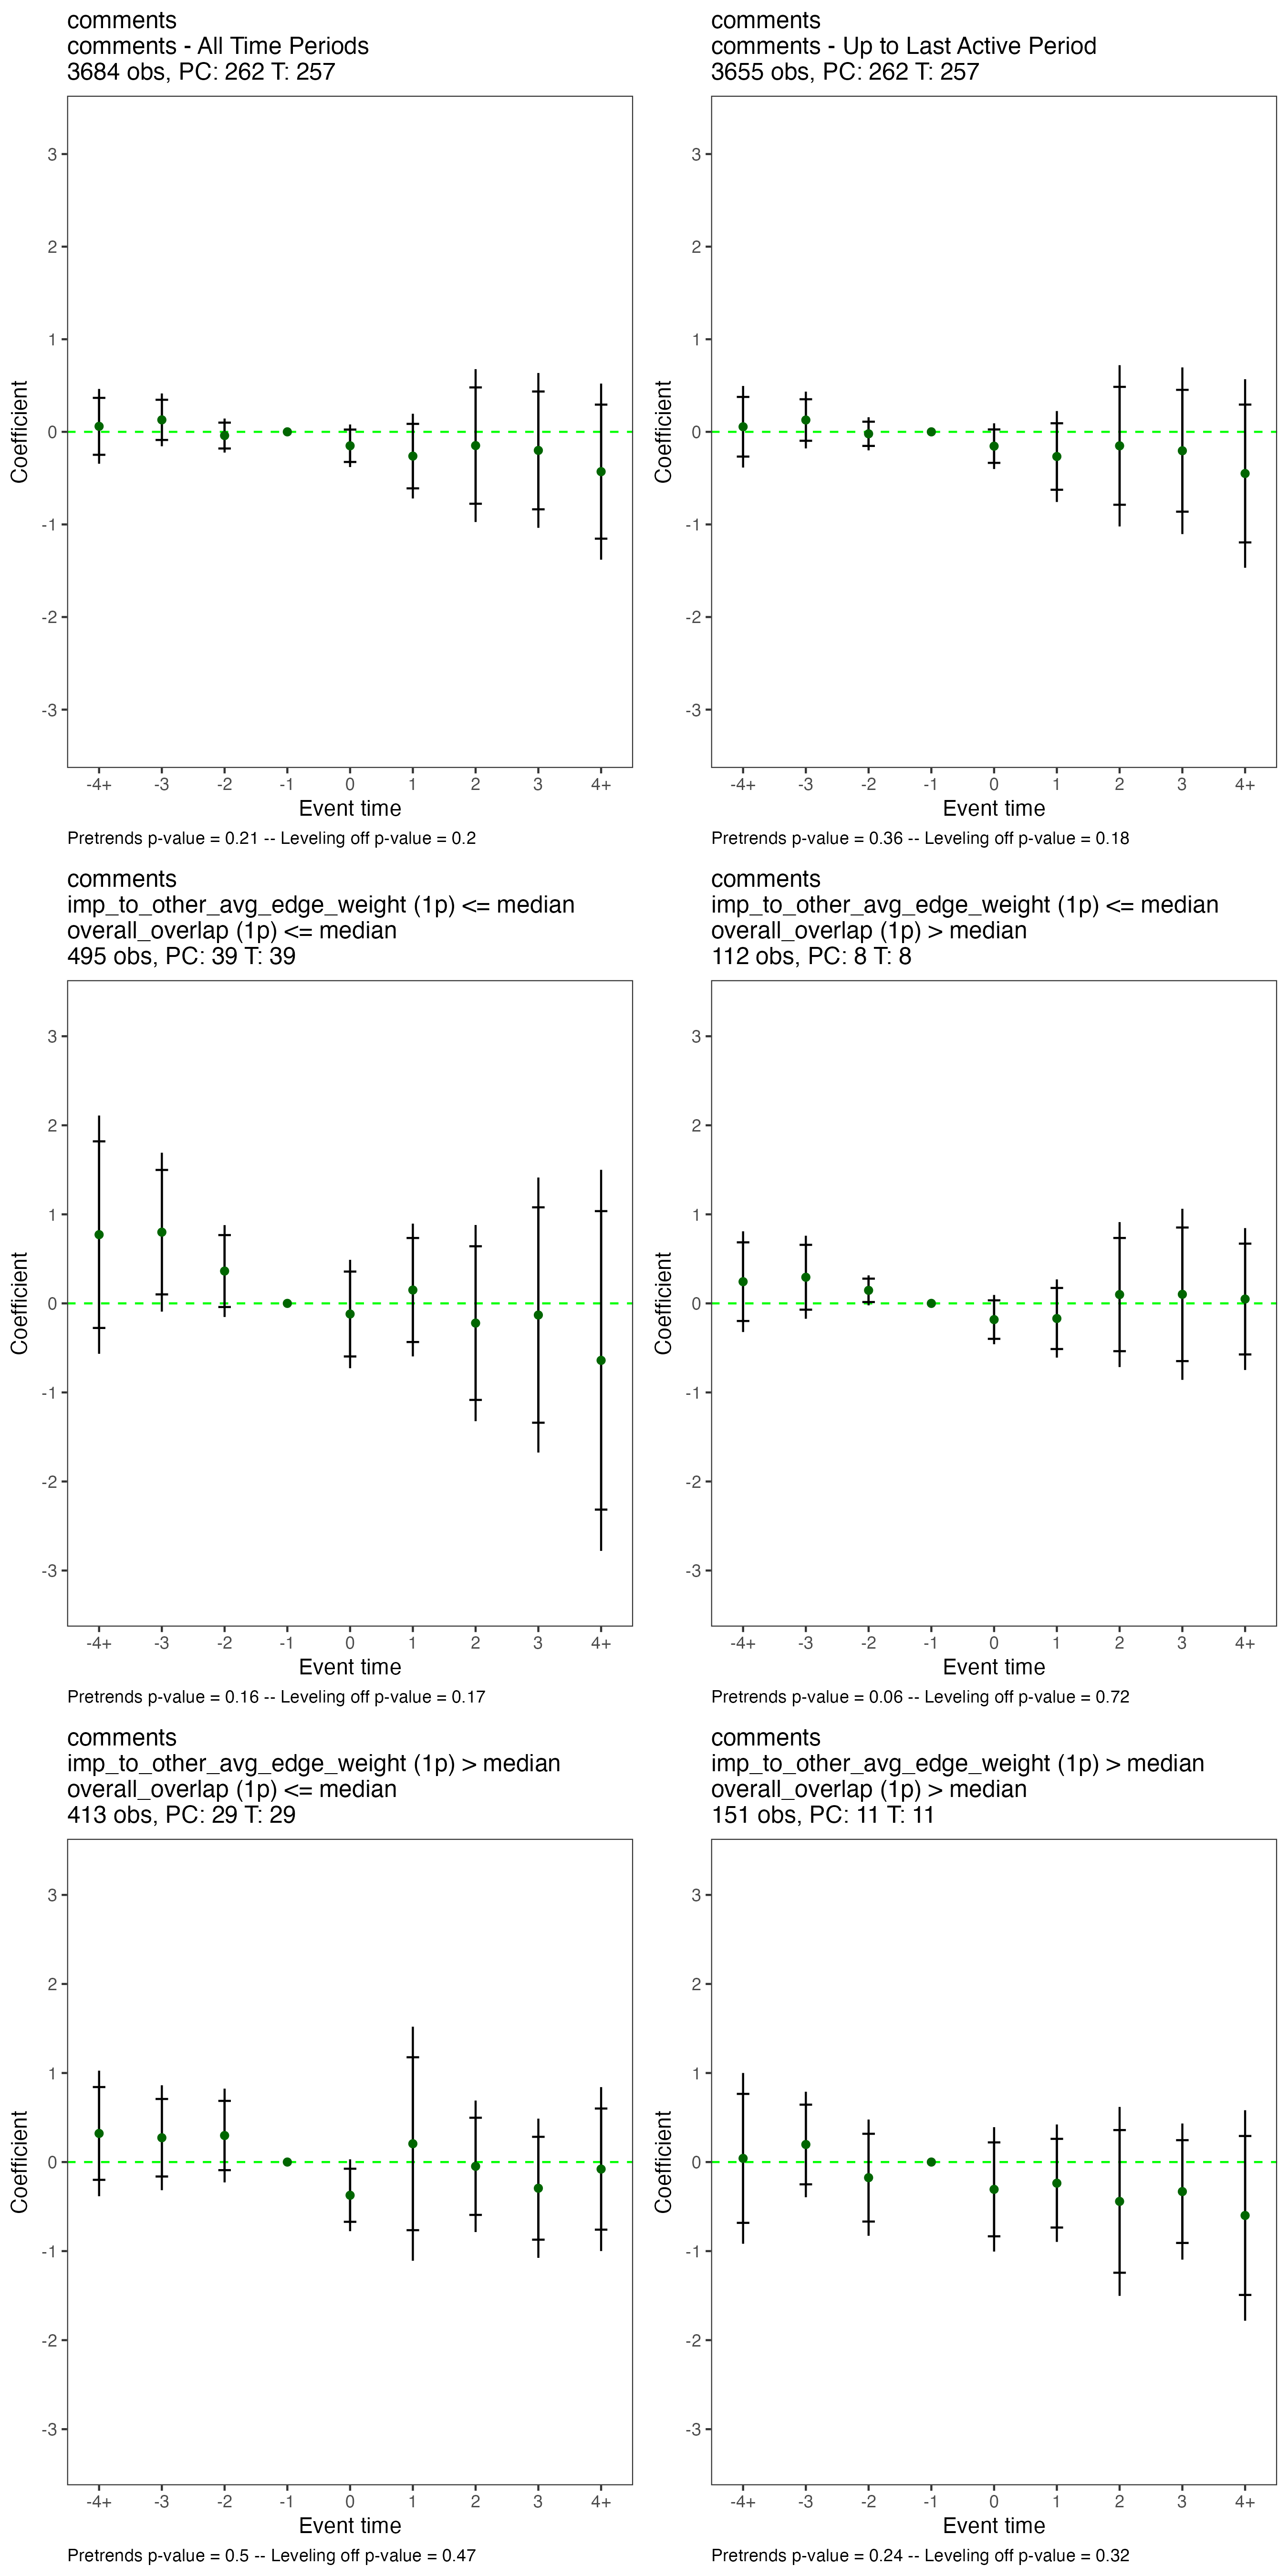 comments
comments - All Time Periods
3684 obs, PC: 262 T: 257
3
2
1
0
-1
-2
-3
Coefficient
-4+ -3 -2 -1 0 1 2 3 4+
Event time
Pretrends p-value = 0.21 -- Leveling off p-value = 0.2
comments
comments - Up to Last Active Period
3655 obs, PC: 262 T: 257
3
2
1
0
-1
-2
-3
Coefficient
-4+ -3 -2 -1 0 1 2 3 4+
Event time
Pretrends p-value = 0.36 -- Leveling off p-value = 0.18
comments
imp_to_other_avg_edge_weight (1p) <= median
overall_overlap (1p) <= median
495 obs, PC: 39 T: 39
3
2
1
0
-1
-2
-3
Coefficient
-4+ -3 -2 -1 0 1 2 3 4+
Event time
Pretrends p-value = 0.16 -- Leveling off p-value = 0.17
comments
imp_to_other_avg_edge_weight (1p) <= median
overall_overlap (1p) > median
112 obs, PC: 8 T: 8
3
2
1
0
-1
-2
-3
Coefficient
-4+ -3 -2 -1 0 1 2 3 4+
Event time
Pretrends p-value = 0.06 -- Leveling off p-value = 0.72
comments
imp_to_other_avg_edge_weight (1p) > median
overall_overlap (1p) <= median
413 obs, PC: 29 T: 29
3
2
1
0
-1
-2
-3
Coefficient
-4+ -3 -2 -1 0 1 2 3 4+
Event time
Pretrends p-value = 0.5 -- Leveling off p-value = 0.47
comments
imp_to_other_avg_edge_weight (1p) > median
overall_overlap (1p) > median
151 obs, PC: 11 T: 11
3
2
1
0
-1
-2
-3
Coefficient
-4+ -3 -2 -1 0 1 2 3 4+
Event time
Pretrends p-value = 0.24 -- Leveling off p-value = 0.32